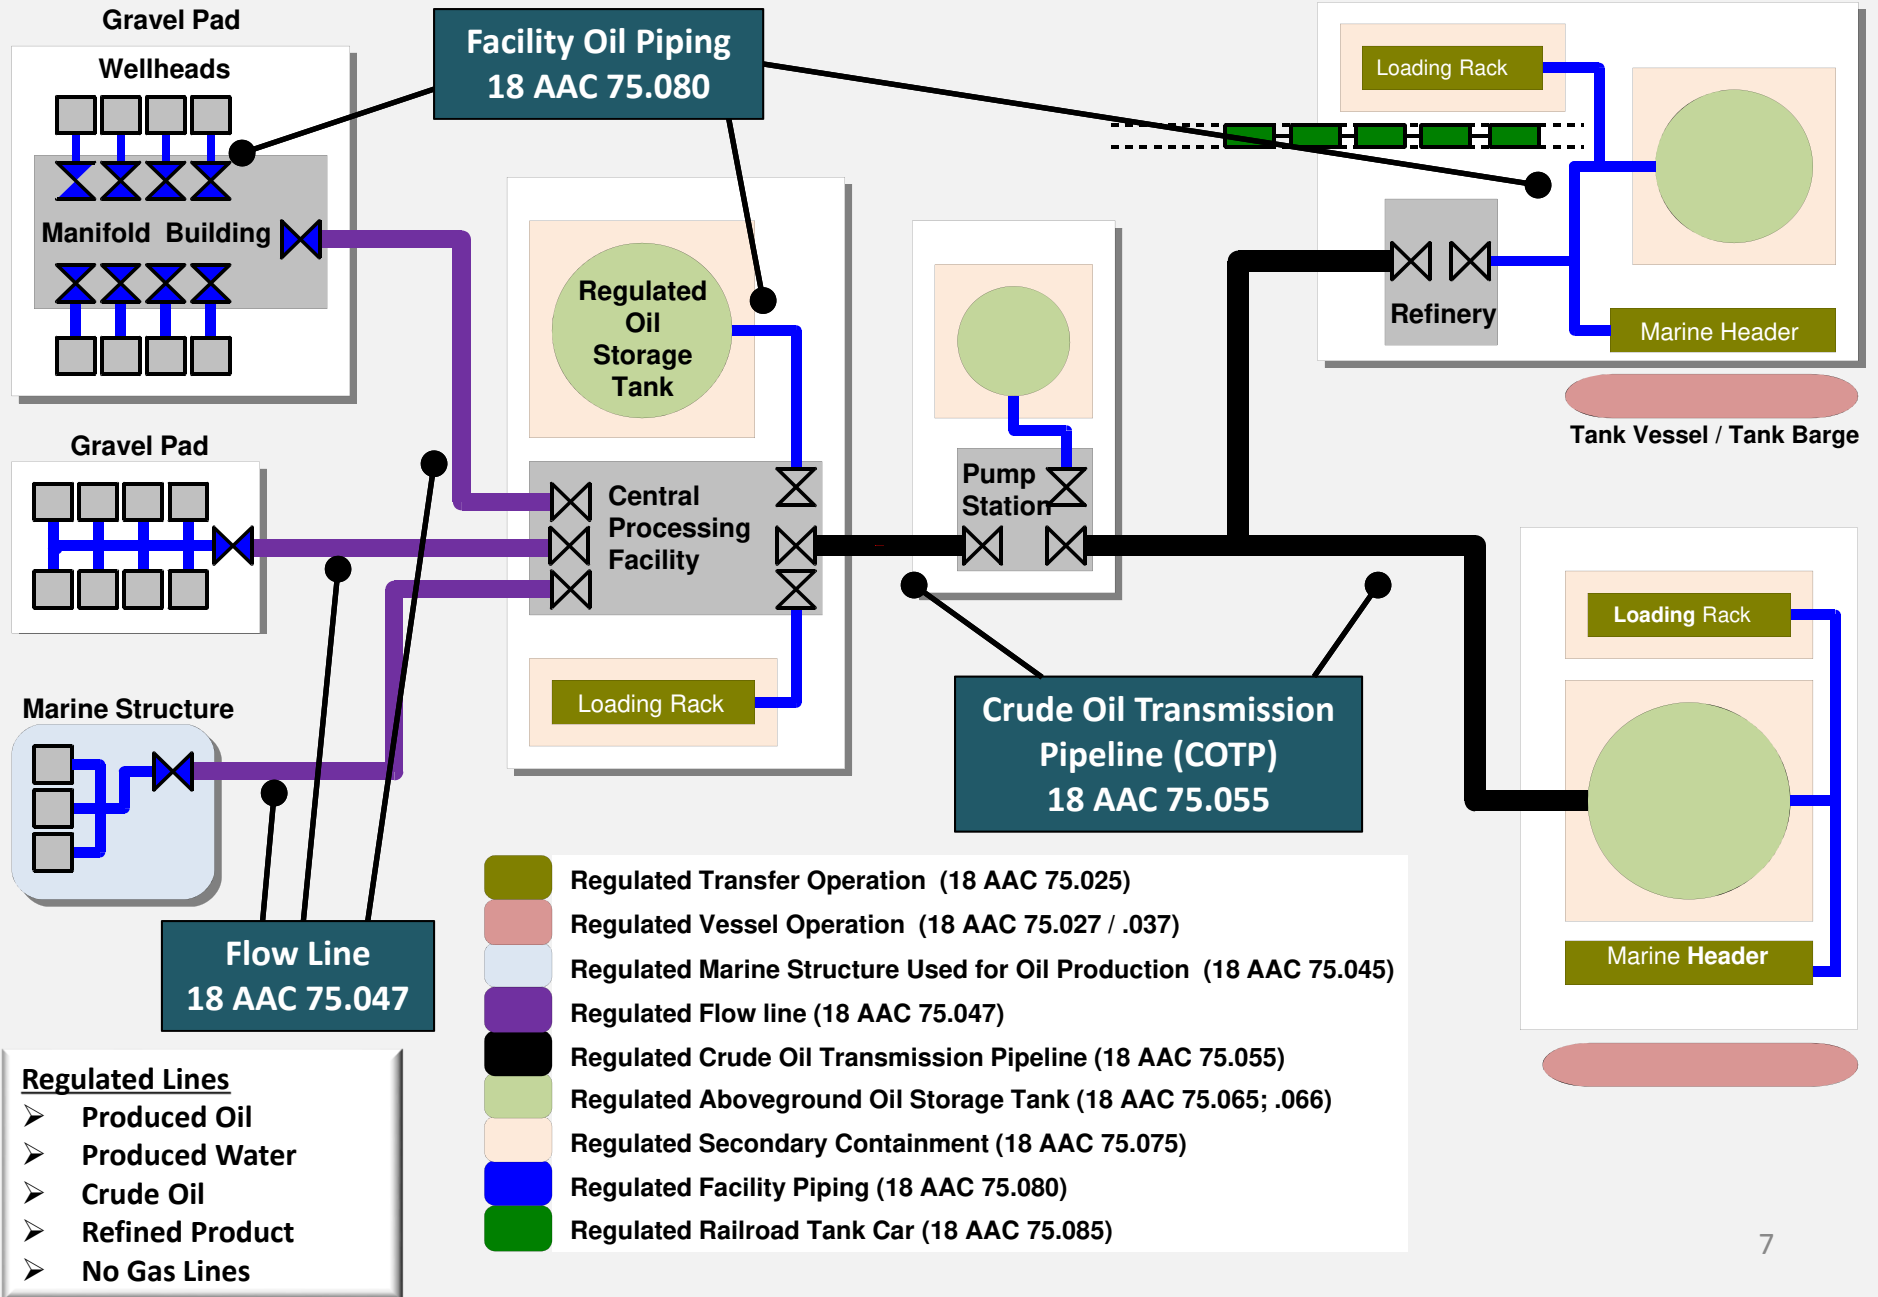 Gravel Pad
Wellheads
Manifold Building
Facility Oil Piping
18 AAC 75.080
Loading Rack
Refinery
Marine Header
Tank Vessel / Tank Barge
Regulated
Oil
Storage
Tank
Central
Processing
Facility
Loading Rack
Pump
Station
Gravel Pad
Marine Structure
Crude Oil Transmission
Pipeline (COTP)
18 AAC 75.055
Loading Rack
Marine Header
Flow Line
18 AAC 75.047
Regulated Transfer Operation (18 AAC 75.025)
Regulated Vessel Operation (18 AAC 75.027 / .037)
Regulated Marine Structure Used for Oil Production (18 AAC 75.045)
Regulated Flow line (18 AAC 75.047)
Regulated Crude Oil Transmission Pipeline (18 AAC 75.055)
Regulated Aboveground Oil Storage Tank (18 AAC 75.065; .066)
Regulated Secondary Containment (18 AAC 75.075)
Regulated Facility Piping (18 AAC 75.080)
Regulated Railroad Tank Car (18 AAC 75.085)
Regulated Lines
➢ Produced Oil
➢ Produced Water
➢ Crude Oil
➢ Refined Product
➢ No Gas Lines
7